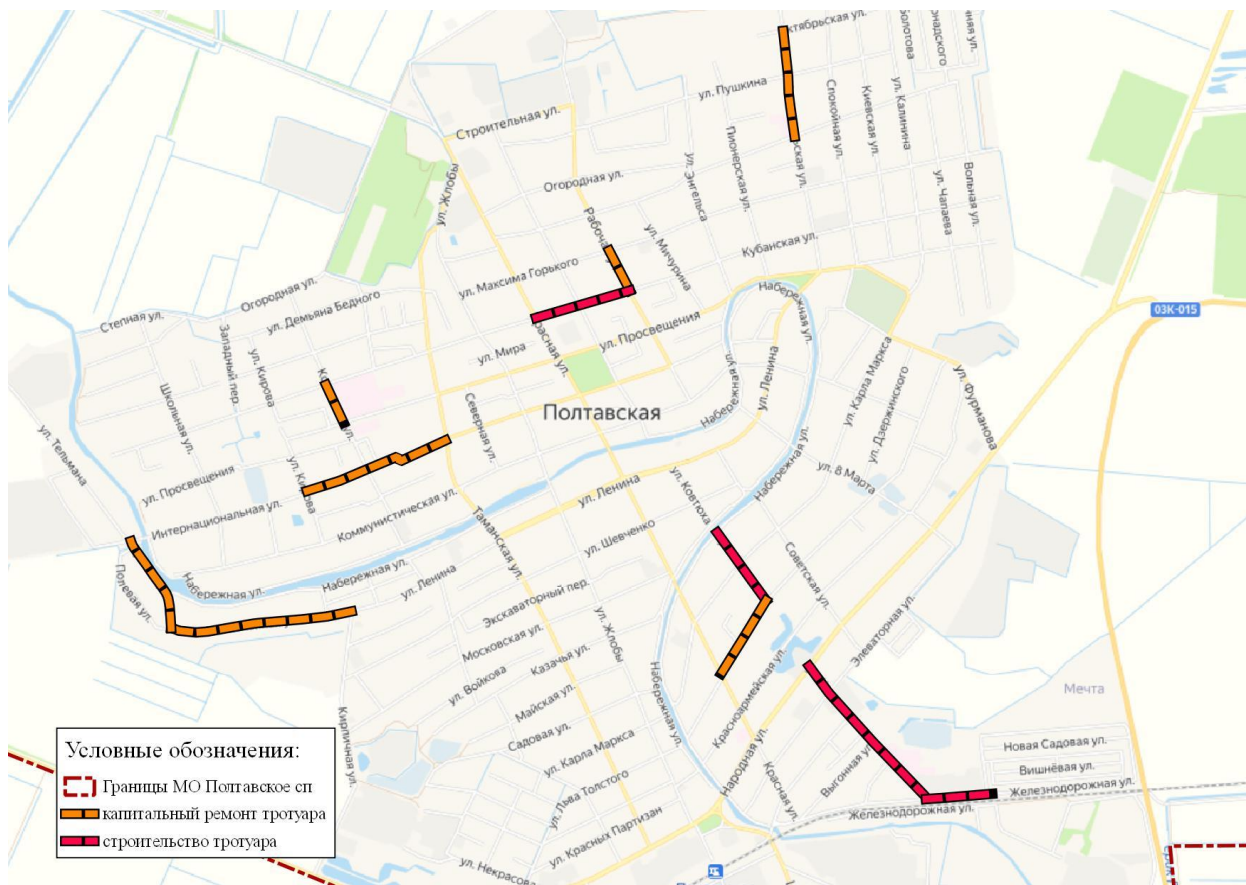 Октябрьская ул.
ул. Пушкина
Спокойная ул.
Киевская ул.
ул. Калинина
Строительная ул.
ул. Жлобы
Огородная ул.
ул. Энгельса
Пионерская ул.
ул. Чапаева
Вольная ул.
ул. Мичурина
Кубанская ул.
ул. Максима Горького
Огородная ул.
Степная ул.
ул. Демьяна Бедного
Набережная ул.
03К-015
ул. Просвещения
ул. Мира
Западный пер.
ул. Кирова
Школьная ул.
Красная ул.
Набережная ул.
ул. Ленина
ул. Карла Маркса
ул. Дзержинского
ул. Фурманова
Полтавская
Северная ул.
Набережная ул.
Набережная ул.
ул. Тельмана
ул. Просвещения
ул. Кирова
ул. 8 Марта
ул. Ковтюха
ул. Ленина
Интернациональная ул.
Коммунистическая ул.
Таманская ул.
ул. Шевченко
Советская ул.
Полевая ул.
Набережная ул.
Набережная ул.
ул. Ленина
Экскаваторный пер.
Московская ул.
ул. Жлобы
Элеваторная ул.
ул. Войкова
Казачья ул.
Майская ул.
Набережная ул.
Красноармейская ул.
Мечта
Кирпичная ул.
Садовая ул.
ул. Карла Маркса
Народная ул.
Красная ул.
Выгонная ул.
Новая Садовая ул.
Вишнёвая ул.
Железнодорожная ул.
Железнодорожная ул.
ул. Льва Толстого
ул. Красных Партизан
ул. Некрасова
Условные обозначения:
Границы МО Полтавское сп
капитальный ремонт тротуара
строительство тротуара